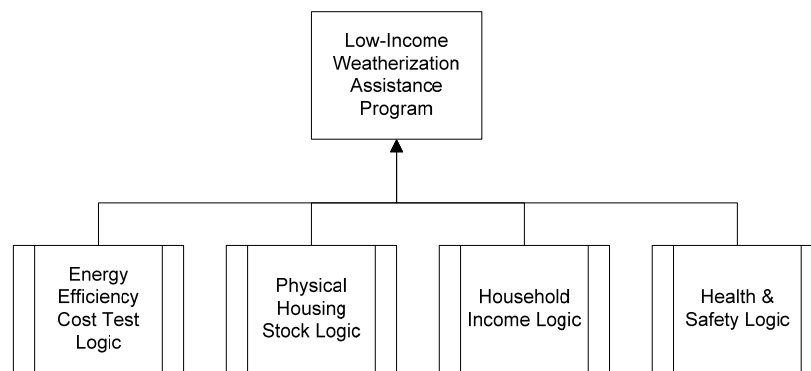 Low-Income
Weatherization
Assistance
Program
Energy
Efficiency
Cost Test
Logic
Physical
Housing
Stock Logic
Household
Income Logic
Health &
Safety Logic